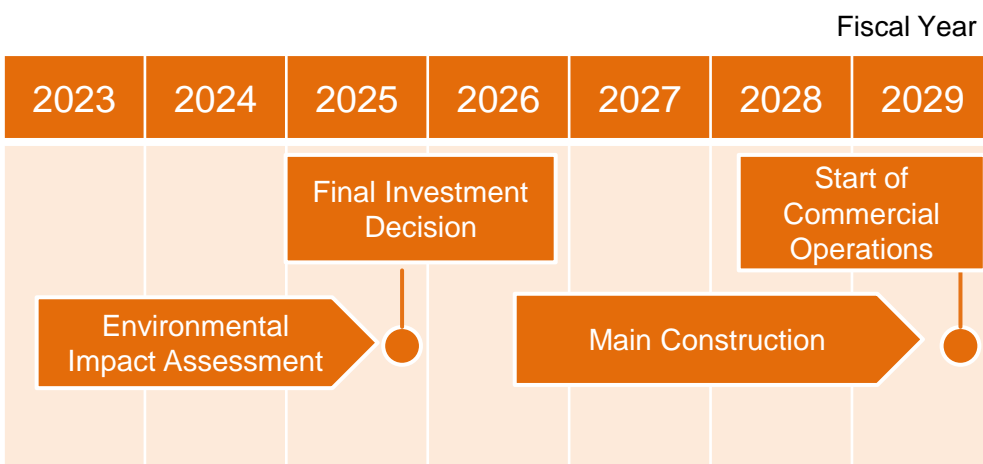 Fiscal Year
2023 2024 2025 2026 2027 2028 2029
Final Investment
Decision
Start of
Commercial
Operations
Environmental
Impact Assessment
Main Construction